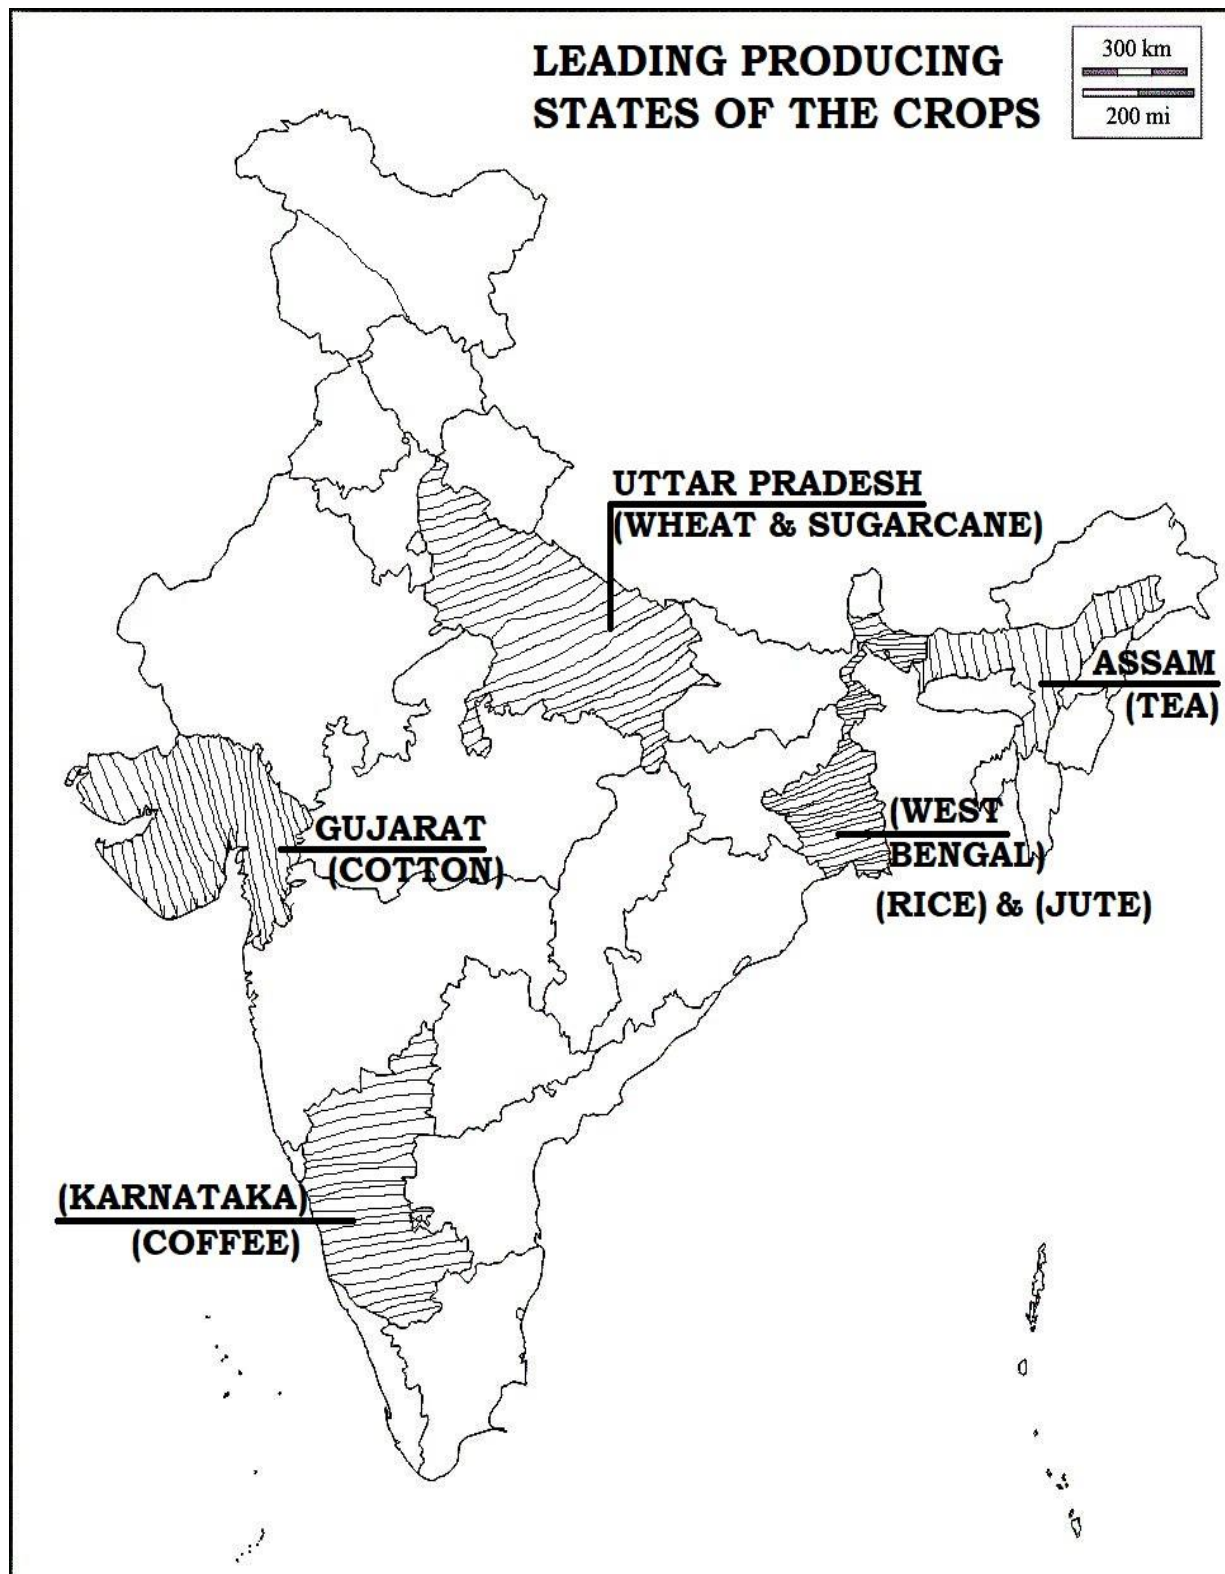 LEADING PRODUCING
STATES OF THE CROPS
300 km
200 mi
UTTAR PRADESH
(WHEAT & SUGARCANE)
ASSAM
(TEA)
GUJARAT
(COTTON)
(WEST
BENGAL)
(RICE) & (JUTE)
(KARNATAKA)
(COFFEE)